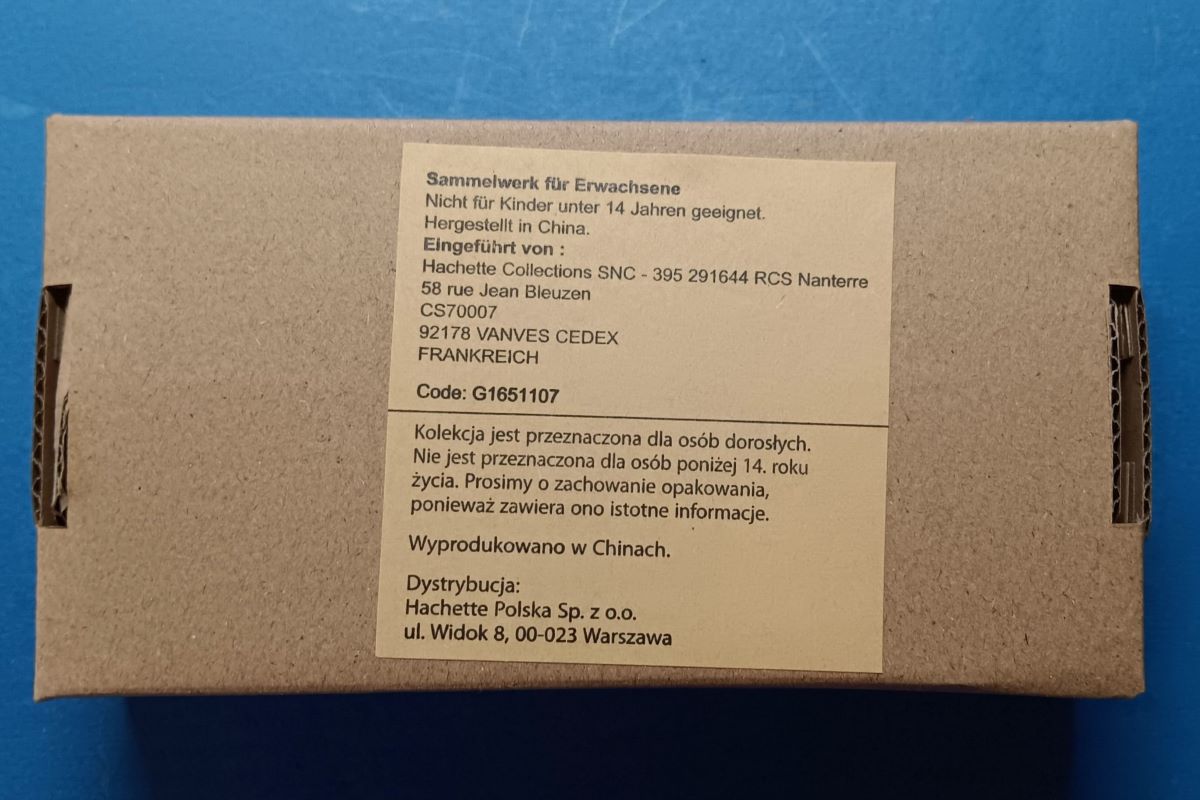 Sammelwerk für Erwachsene
Nicht für Kinder unter 14 Jahren geeignet.
Hergestellt in China.
Eingeführt von :
Hachette Collections SNC - 395 291644 RCS Nanterre
58 rue Jean Bleuzen
CS70007
92178 VANVES CEDEX
FRANKREICH
Code: G1651107
Kolekcja jest przeznaczona dla osób dorosłych.
Nie jest przeznaczona dla osób poniżej 14. roku
życia. Prosimy o zachowanie opakowania,
ponieważ zawiera ono istotne informacje.
Wyprodukowano w Chinach.
Dystrybucja:
Hachette Polska Sp. z o.o.
ul. Widok 8, 00-023 Warszawa